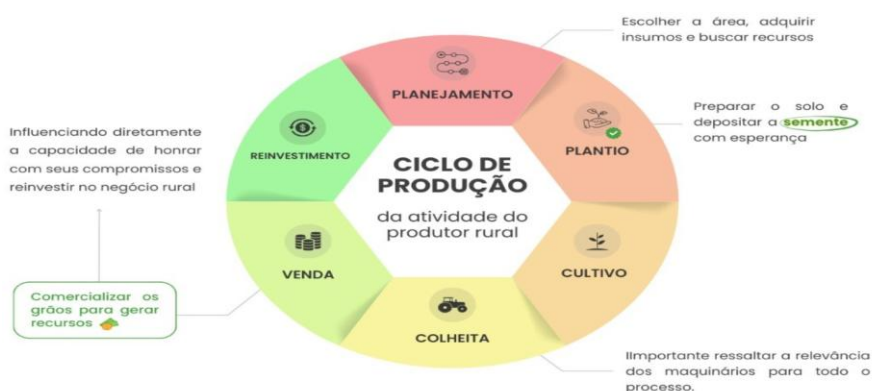 Escolher a área, adquirir
insumos e buscar recursos
PLANEJAMENTO
Preparar o solo e
depositar a semente
com esperança
PLANTIO
Influenciando diretamente
a capacidade de honrar
com seus compromissos e
reinvestir no negócio rural
REINVESTIMENTO
CICLO DE
PRODUÇÃO
da atividade do
produtor rural
VENDA
CULTIVO
Comercializar os
grãos para gerar
recursos
COLHEITA
IImportante ressaltar a relevância
dos maquinários para todo o
processo.